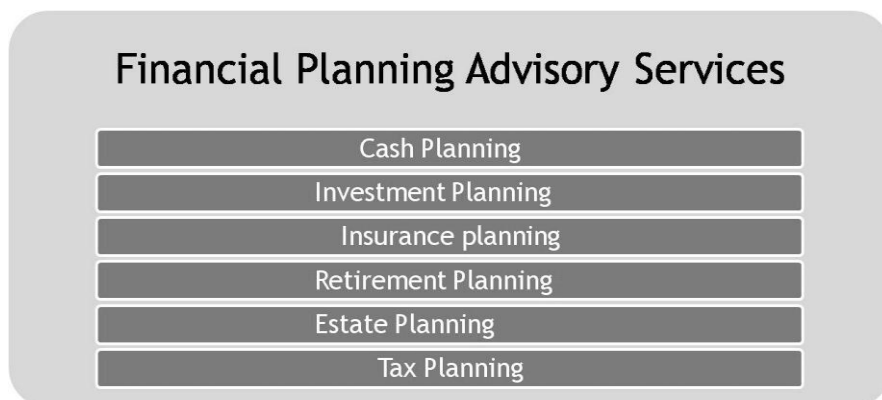 Financial Planning Advisory Services
Cash Planning
Investment Planning
Insurance planning
Retirement Planning
Estate Planning
Tax Planning